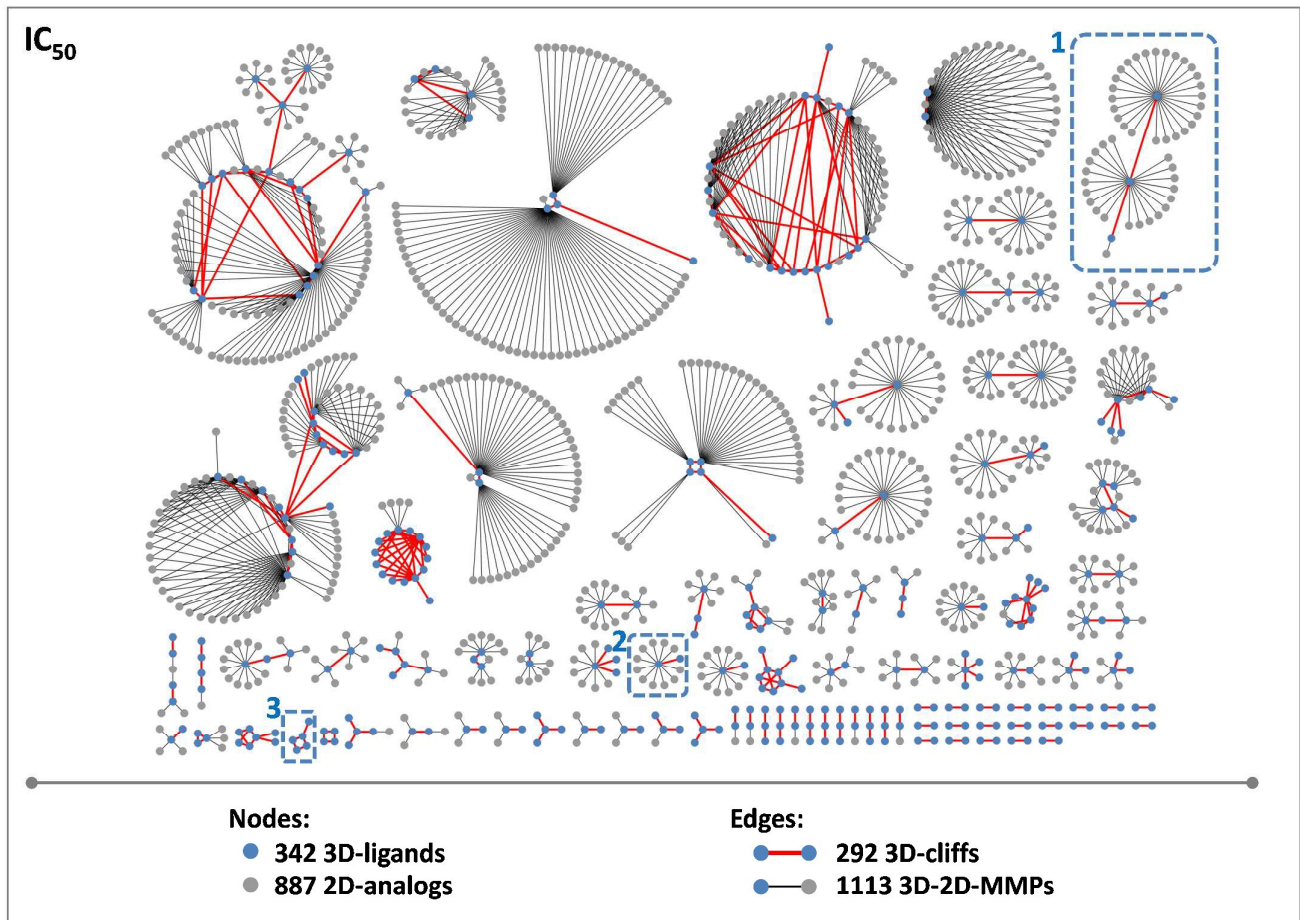 IC50
1
2
3
Nodes:
342 3D-ligands
887 2D-analogs
Edges:
292 3D-cliffs
1113 3D-2D-MMPs